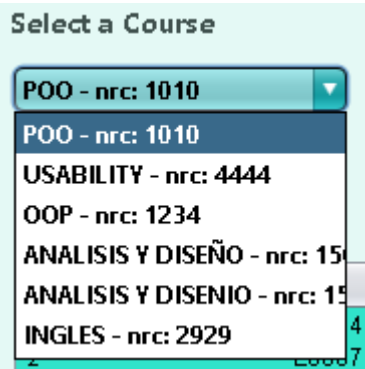 Select a Course
POO - nrc: 1010
POO - nrc: 1010
USABILITY - nrc: 4444
OOP - nrc: 1234
ANALISIS Y DISEÑO - nrc:
ANALISIS Y DISENIO - nrc:
INGLES - nrc: 2929